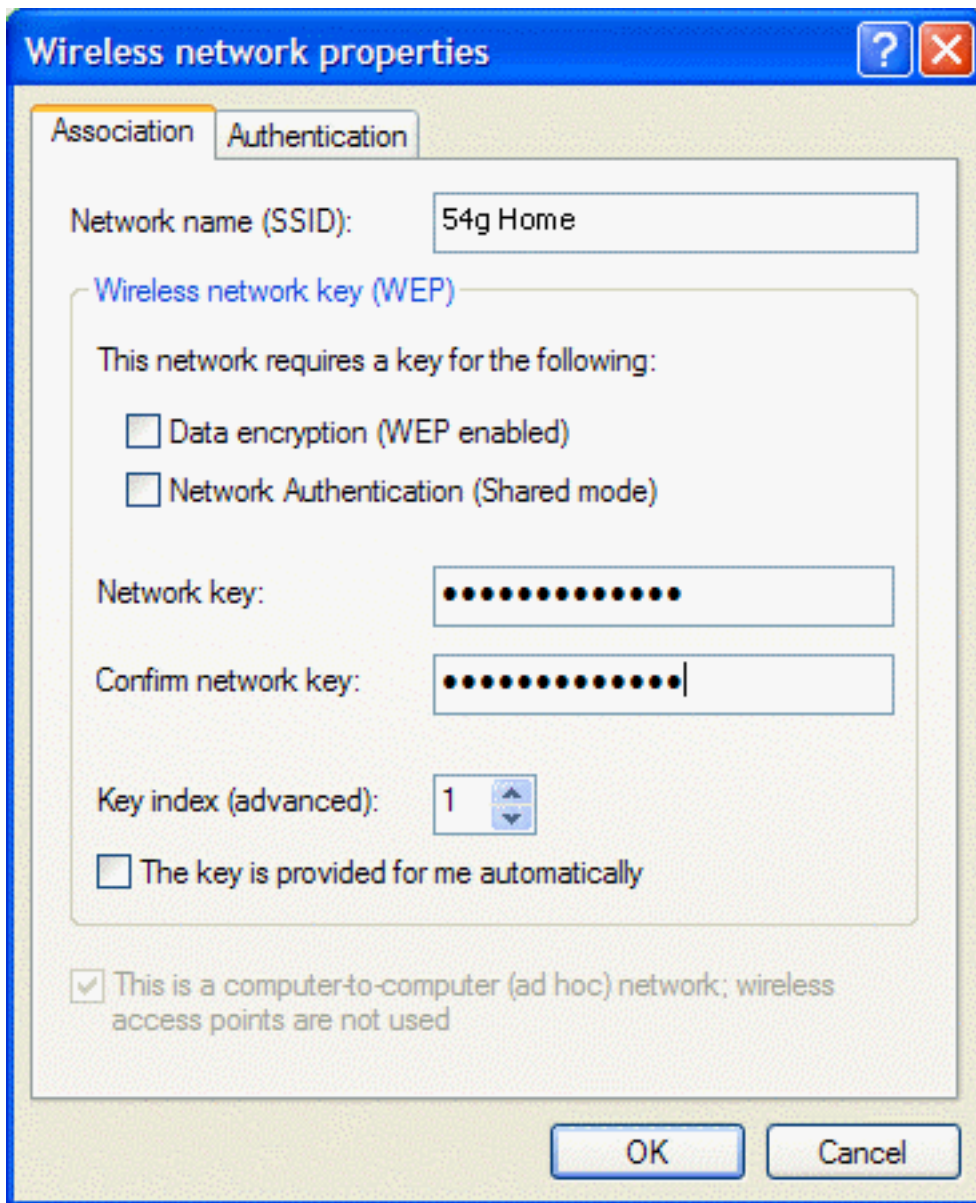 Wireless network properties
Association
Authentication
Network name (SSID):
54g Home
Wireless network key (WEP)
This network requires a key for the following:
Data encryption (WEP enabled)
Network Authentication (Shared mode)
Network key:
•••••••••••••
Confirm network key:
•••••••••••••
Key index (advanced):
1
The key is provided for me automatically
This is a computer-to-computer (ad hoc) network; wireless
access points are not used
OK
Cancel